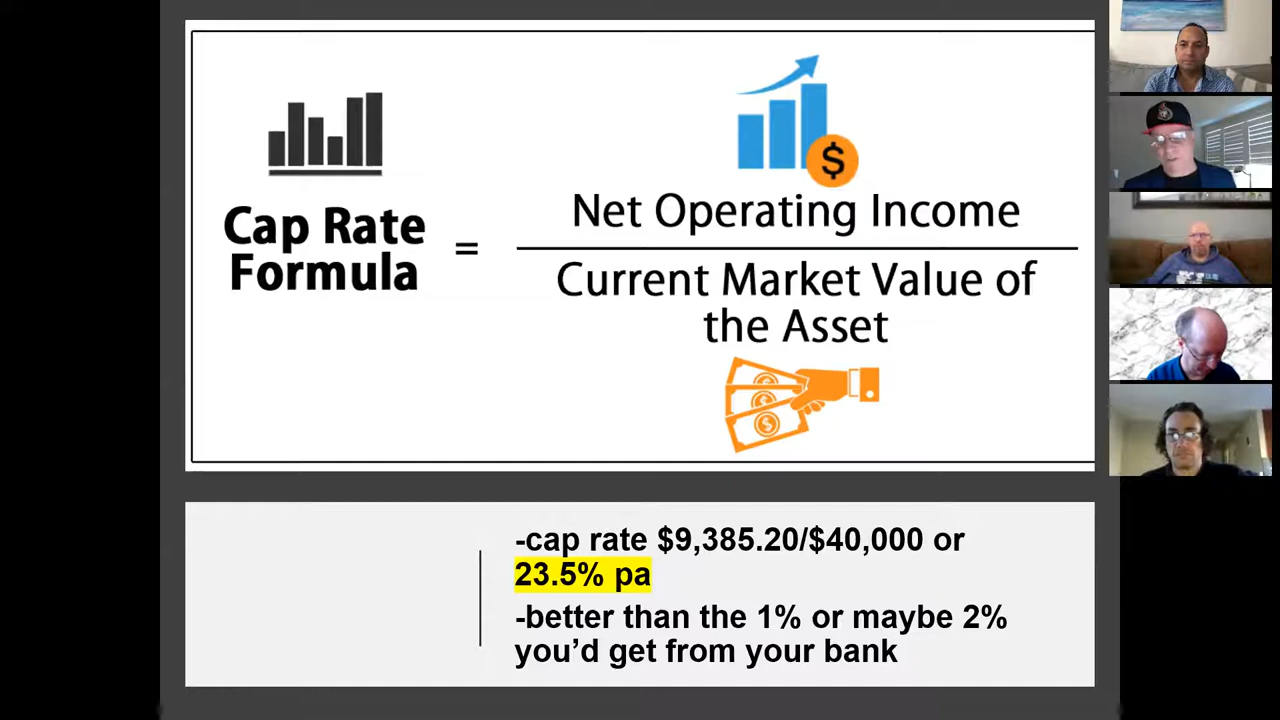 Cap Rate
Formula
=
$
Net Operating Income
Current Market Value of
the Asset
-cap rate $9,385.20/$40,000 or
23.5% pa
-better than the 1% or maybe 2%
you’d get from your bank